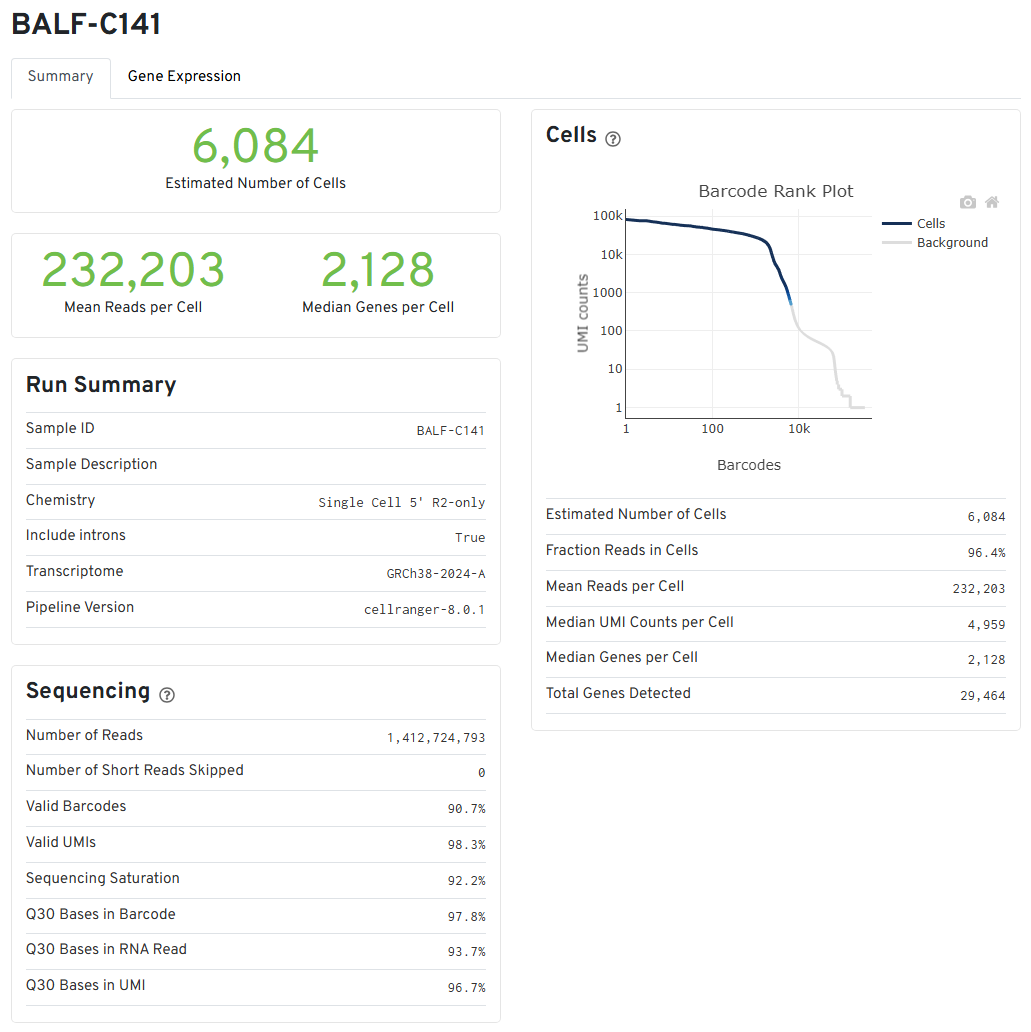 BALF-C141
Summary
Gene Expression
6,084
Estimated Number of Cells
232,203
Mean Reads per Cell
2,128
Median Genes per Cell
Run Summary
Sample ID BALF-C141
Sample Description
Chemistry Single Cell 5' R2-only
Include introns True
Transcriptome GRCh38-2024-A
Pipeline Version cellranger-8.0.1
Sequencing ?
Number of Reads 1,412,724,793
Number of Short Reads Skipped 0
Valid Barcodes 90.7%
Valid UMIs 98.3%
Sequencing Saturation 92.2%
Q30 Bases in Barcode 97.8%
Q30 Bases in RNA Read 93.7%
Q30 Bases in UMI 96.7%
Cells ?
Barcode Rank Plot
100k
10k
1000
100
10
1
UMI counts
1 100 10k
Barcodes
Cells
Background
Estimated Number of Cells 6,084
Fraction Reads in Cells 96.4%
Mean Reads per Cell 232,203
Median UMI Counts per Cell 4,959
Median Genes per Cell 2,128
Total Genes Detected 29,464